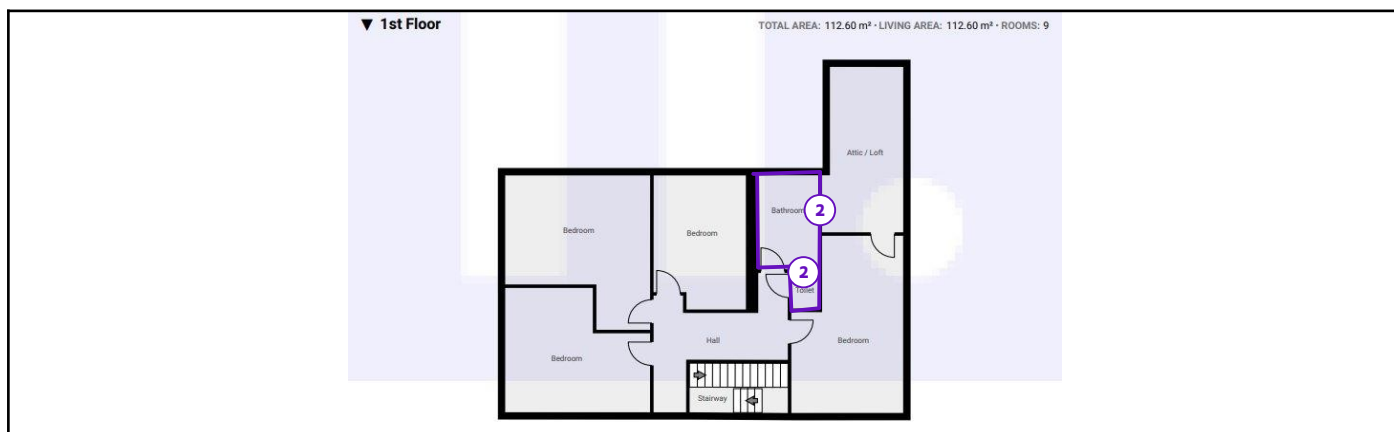 ▼ 1st Floor
TOTAL AREA: 112.60 m² · LIVING AREA: 112.60 m² · ROOMS: 9
Attic / Loft
Bathroom
2
Bedroom
Bedroom
2
Toilet
Hall
Bedroom
Bedroom
Stairway